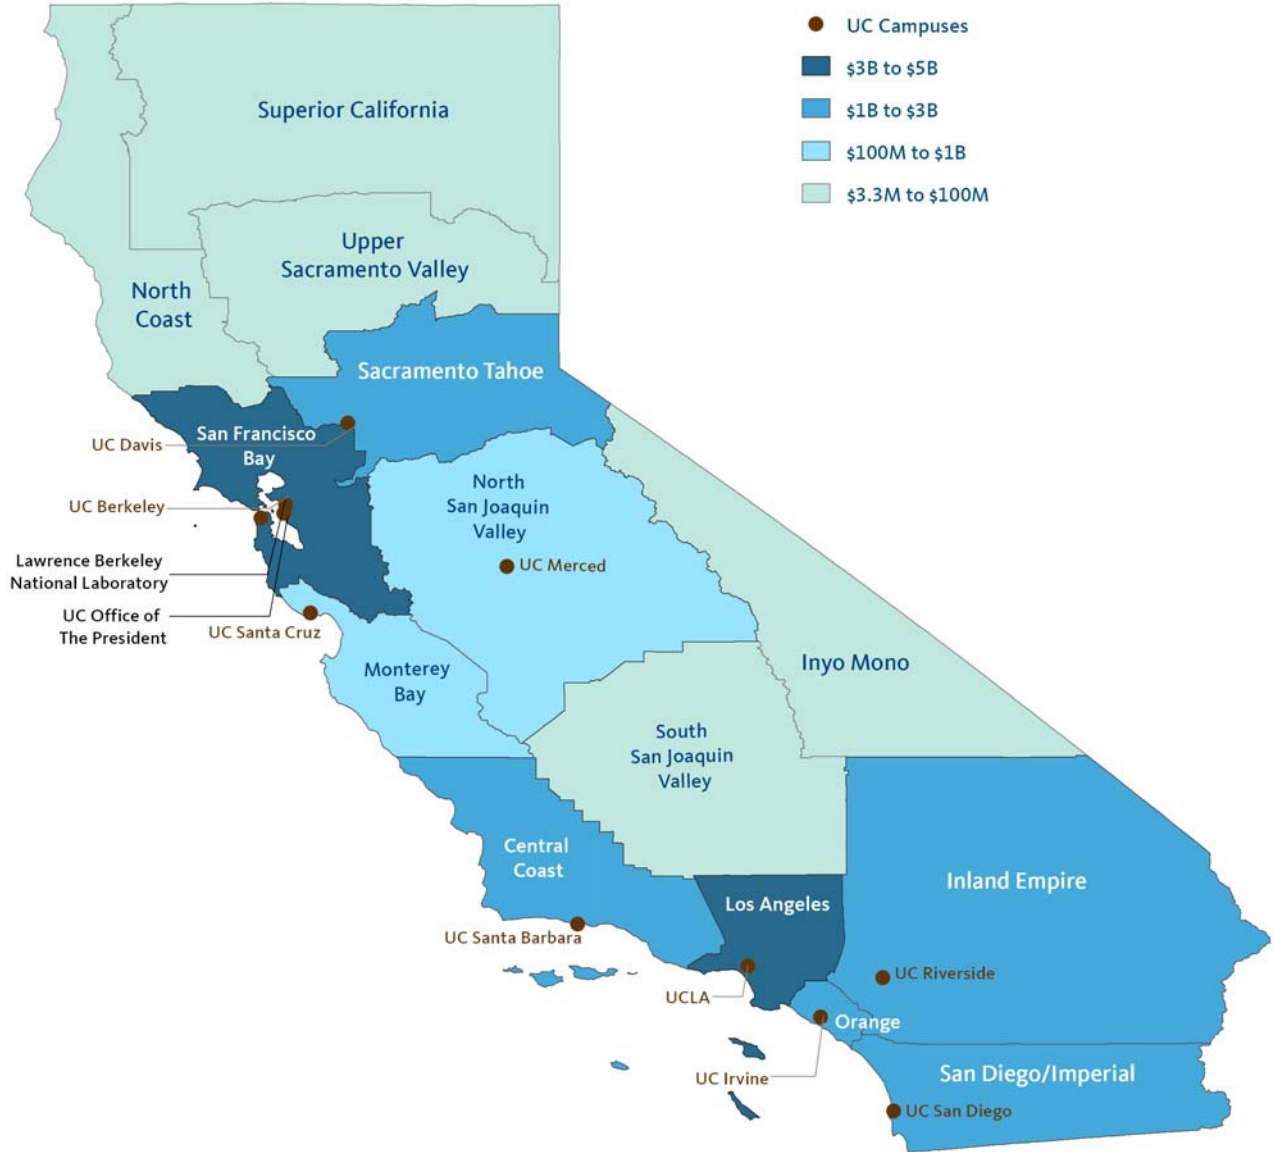 UC Campuses
$3B to $5B
$1B to $3B
$100M to $1B
$3.3M to $100M
Superior California
Upper
Sacramento Valley
North
Coast
Sacramento Tahoe
San Francisco
Bay
UC Davis
North
San Joaquin
Valley
UC Berkeley
UC Merced
Lawrence Berkeley
National Laboratory
UC Office of
The President
UC Santa Cruz
Monterey
Bay
Inyo Mono
South
San Joaquin
Valley
Central
Coast
Inland Empire
Los Angeles
UC Santa Barbara
UC Riverside
UCLA
Orange
UC Irvine
San Diego/Imperial
UC San Diego